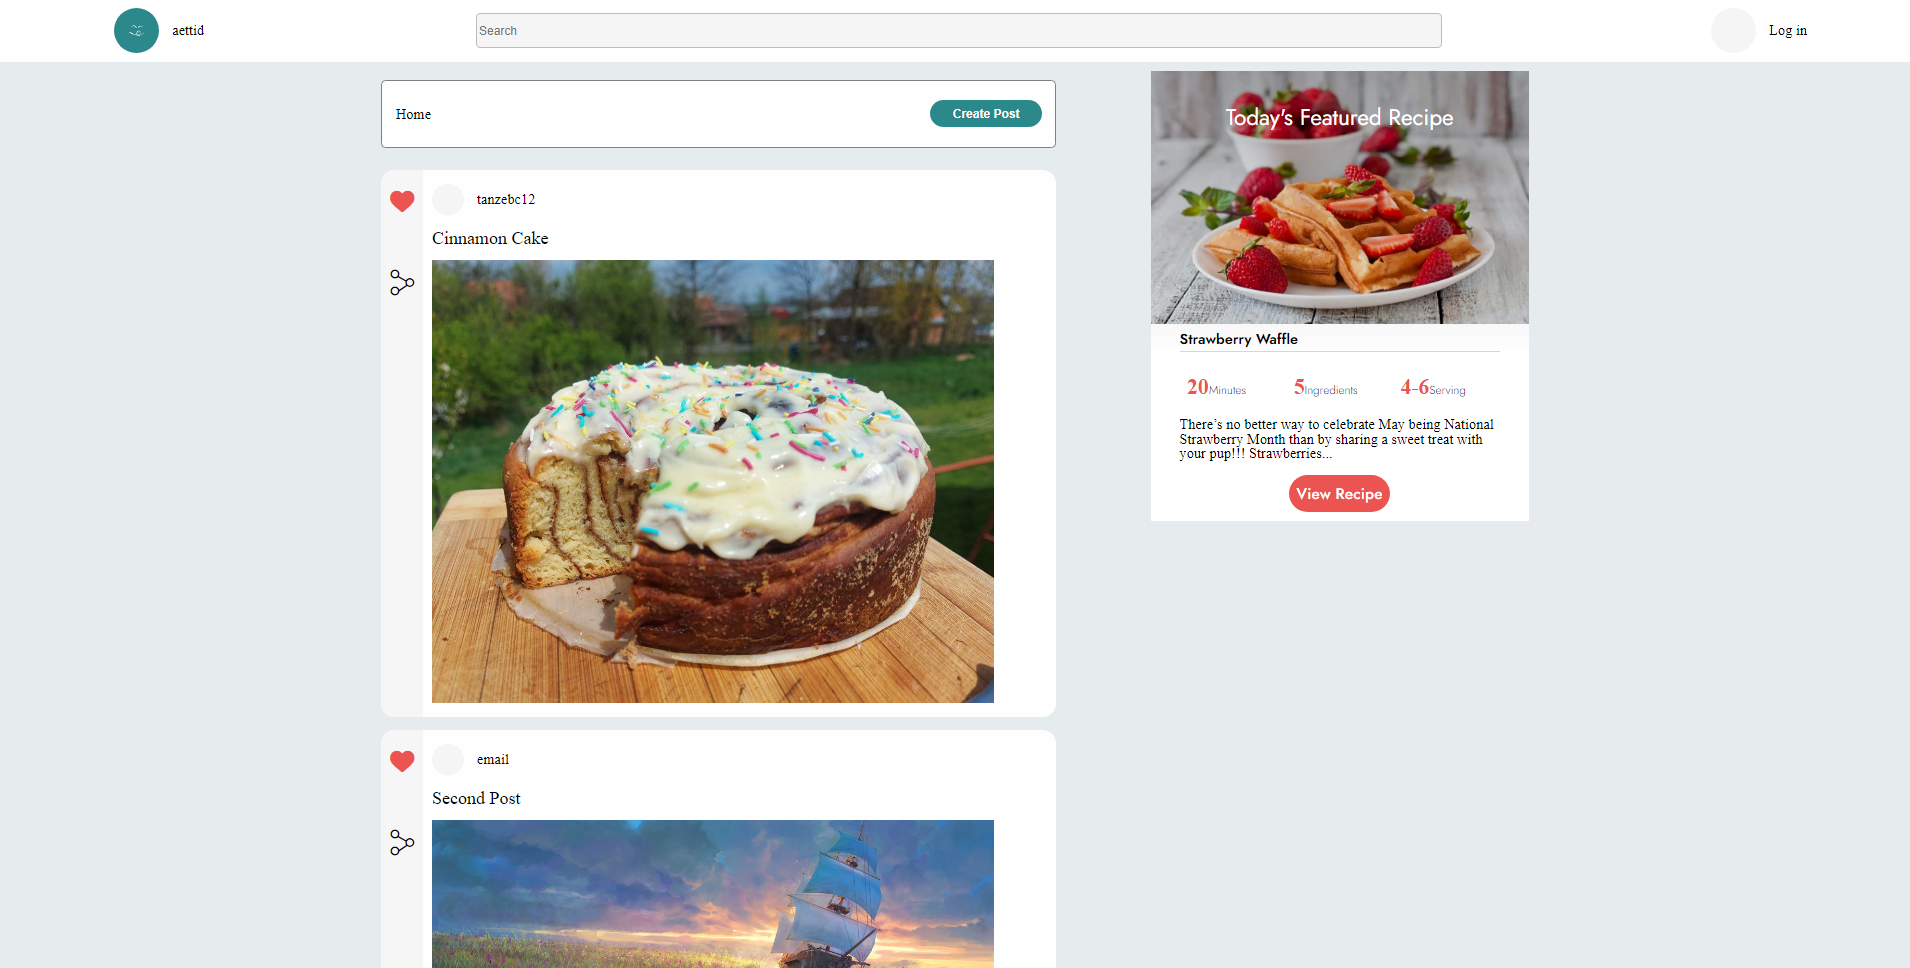 aettid
Search
Log in
Home
Create Post
tanzebc12
Cinnamon Cake
email
Second Post
Today's Featured Recipe
Strawberry Waffle
20Minutes
5Ingredients
4-6Serving
There’s no better way to celebrate May being National
Strawberry Month than by sharing a sweet treat with
your pup!!! Strawberries...
View Recipe